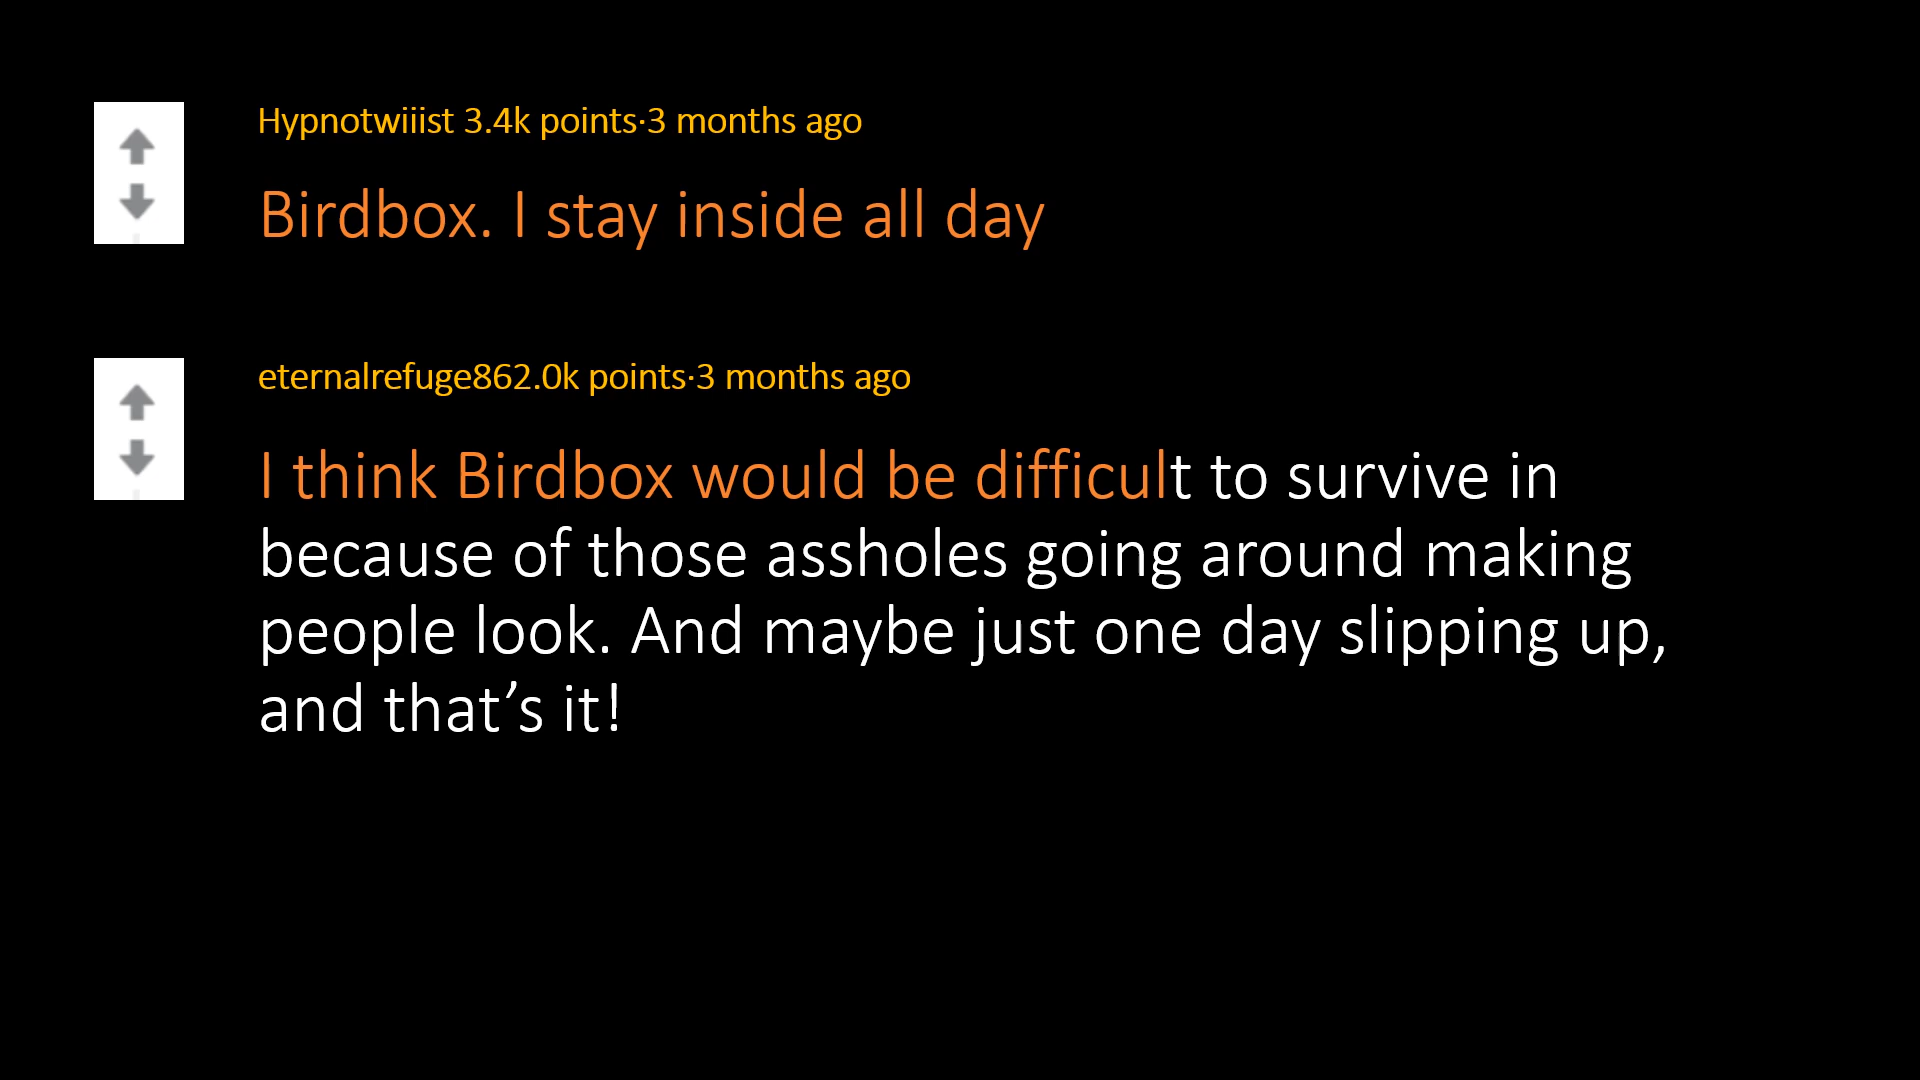 Hypnotwiiist 3.4k points·3 months ago
Birdbox. I stay inside all day
eternalrefuge862.0k points·3 months ago
I think Birdbox would be difficult to survive in
because of those assholes going around making
people look. And maybe just one day slipping up,
and that’s it!